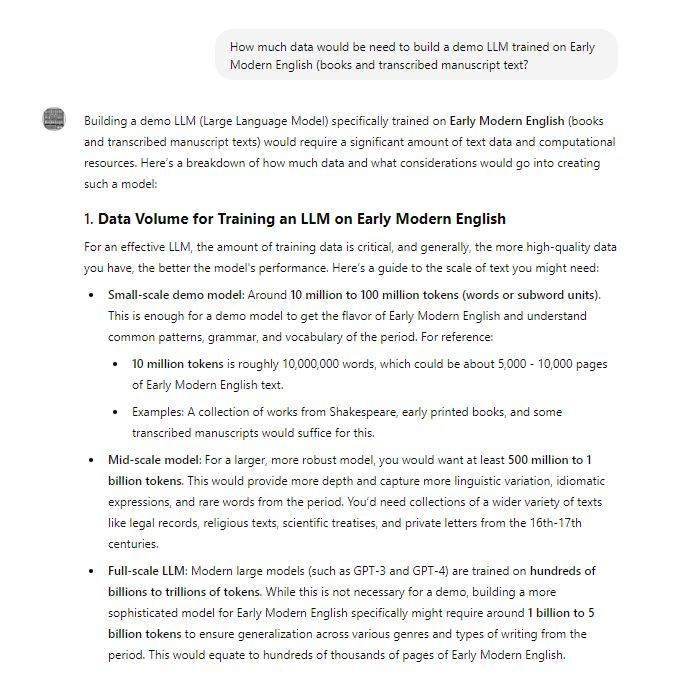 How much data would be need to build a demo LLM trained on Early
Modern English (books and transcribed manuscript text?
Building a demo LLM (Large Language Model) specifically trained on Early Modern English (books
and transcribed manuscript texts) would require a significant amount of text data and computational
resources. Here's a breakdown of how much data and what considerations would go into creating
such a model:
1. Data Volume for Training an LLM on Early Modern English
For an effective LLM, the amount of training data is critical, and generally, the more high-quality data
you have, the better the model's performance. Here's a guide to the scale of text you might need:
• Small-scale demo model: Around 10 million to 100 million tokens (words or subword units).
This is enough for a demo model to get the flavor of Early Modern English and understand
common patterns, grammar, and vocabulary of the period. For reference:
• 10 million tokens is roughly 10,000,000 words, which could be about 5,000 - 10,000 pages
of Early Modern English text.
• Examples: A collection of works from Shakespeare, early printed books, and some
transcribed manuscripts would suffice for this.
• Mid-scale model: For a larger, more robust model, you would want at least 500 million to 1
billion tokens. This would provide more depth and capture more linguistic variation, idiomatic
expressions, and rare words from the period. You'd need collections of a wider variety of texts
like legal records, religious texts, scientific treatises, and private letters from the 16th-17th
centuries.
• Full-scale LLM: Modern large models (such as GPT-3 and GPT-4) are trained on hundreds of
billions to trillions of tokens. While this is not necessary for a demo, building a more
sophisticated model for Early Modern English specifically might require around 1 billion to 5
billion tokens to ensure generalization across various genres and types of writing from the
period. This would equate to hundreds of thousands of pages of Early Modern English.